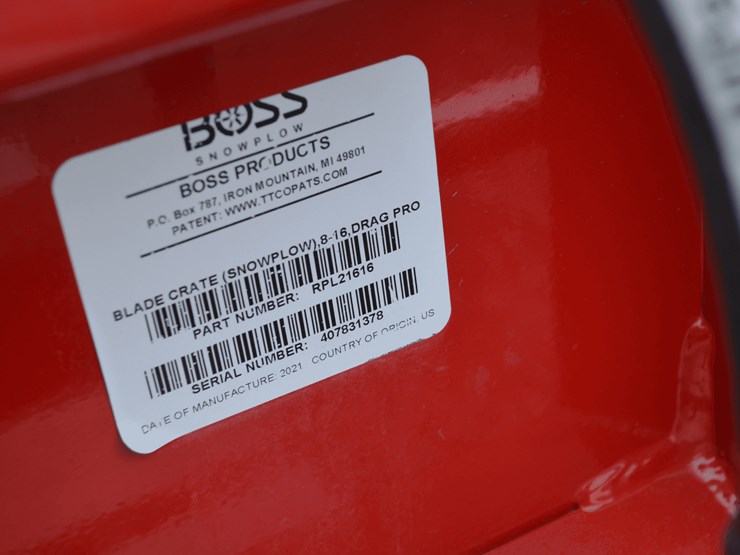 BOSS
SNOWPLOW
BOSS PRODUCTS
P.O. Box 787, IRON MOUNTAIN, MI 49801
PATENT: WWW.TTCOPATS.COM
BLADE CRATE (SNOWPLOW),8-16,DRAG PRO
PART NUMBER: RPL21616
SERIAL NUMBER: 407831378
DATE OF MANUFACTURE: 2021 COUNTRY OF ORIGIN: US